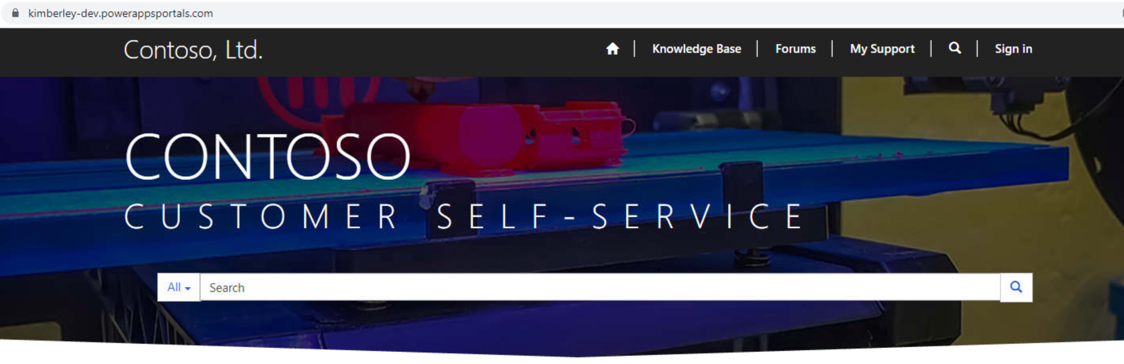 kimberley-dev.powerappsportals.com
Contoso, Ltd.
Knowledge Base
Forums
My Support
Sign in
CONTOSO
CUSTOMER SELF-SERVICE
All
Search